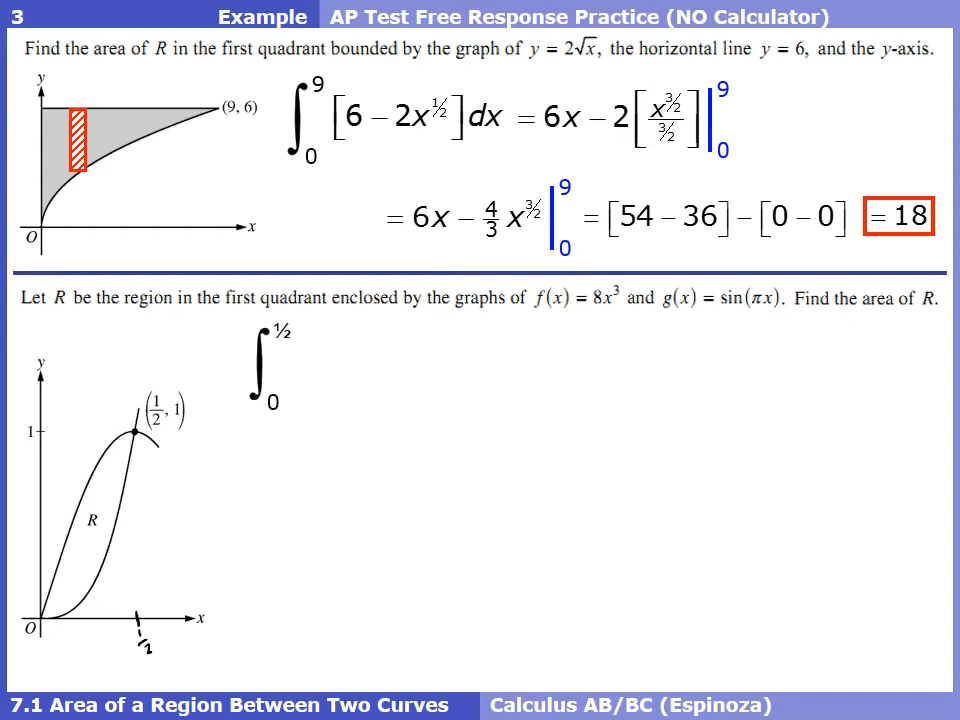 3 Example AP Test Free Response Practice (NO Calculator)
Find the area of R in the first quadrant bounded by the graph of y = 2√x, the horizontal line y = 6, and the y-axis.
y
(9, 6)
O
x
∫₀⁹ [6 − 2x^½] dx = 6x − 2[x^(3/2) / (3/2)] |₀⁹
= 6x − 4/3 x^(3/2) |₀⁹ = [54 − 36] − [0 − 0] = 18
Let R be the region in the first quadrant enclosed by the graphs of f(x) = 8x³ and g(x) = sin(πx). Find the area of R.
∫₀^½
y
(1/2, 1)
1
R
O
x
1/2
7.1 Area of a Region Between Two Curves Calculus AB/BC (Espinoza)